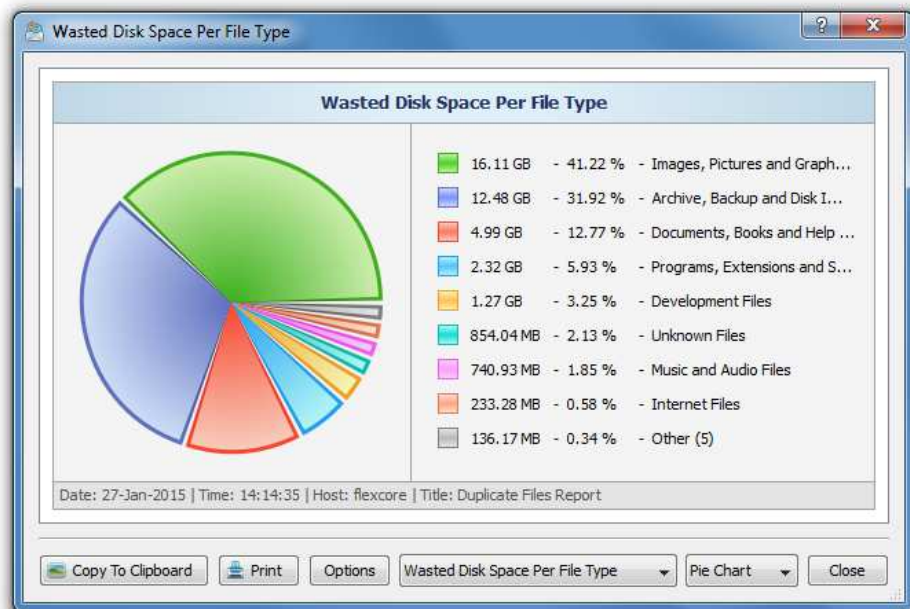 Wasted Disk Space Per File Type
?
Wasted Disk Space Per File Type
16.11 GB - 41.22 % - Images, Pictures and Graph...
12.48 GB - 31.92 % - Archive, Backup and Disk I...
4.99 GB - 12.77 % - Documents, Books and Help ...
2.32 GB - 5.93 % - Programs, Extensions and S...
1.27 GB - 3.25 % - Development Files
854.04 MB - 2.13 % - Unknown Files
740.93 MB - 1.85 % - Music and Audio Files
233.28 MB - 0.58 % - Internet Files
136.17 MB - 0.34 % - Other (5)
Date: 27-Jan-2015 | Time: 14:14:35 | Host: flexcore | Title: Duplicate Files Report
Copy To Clipboard Print Options Wasted Disk Space Per File Type Pie Chart Close